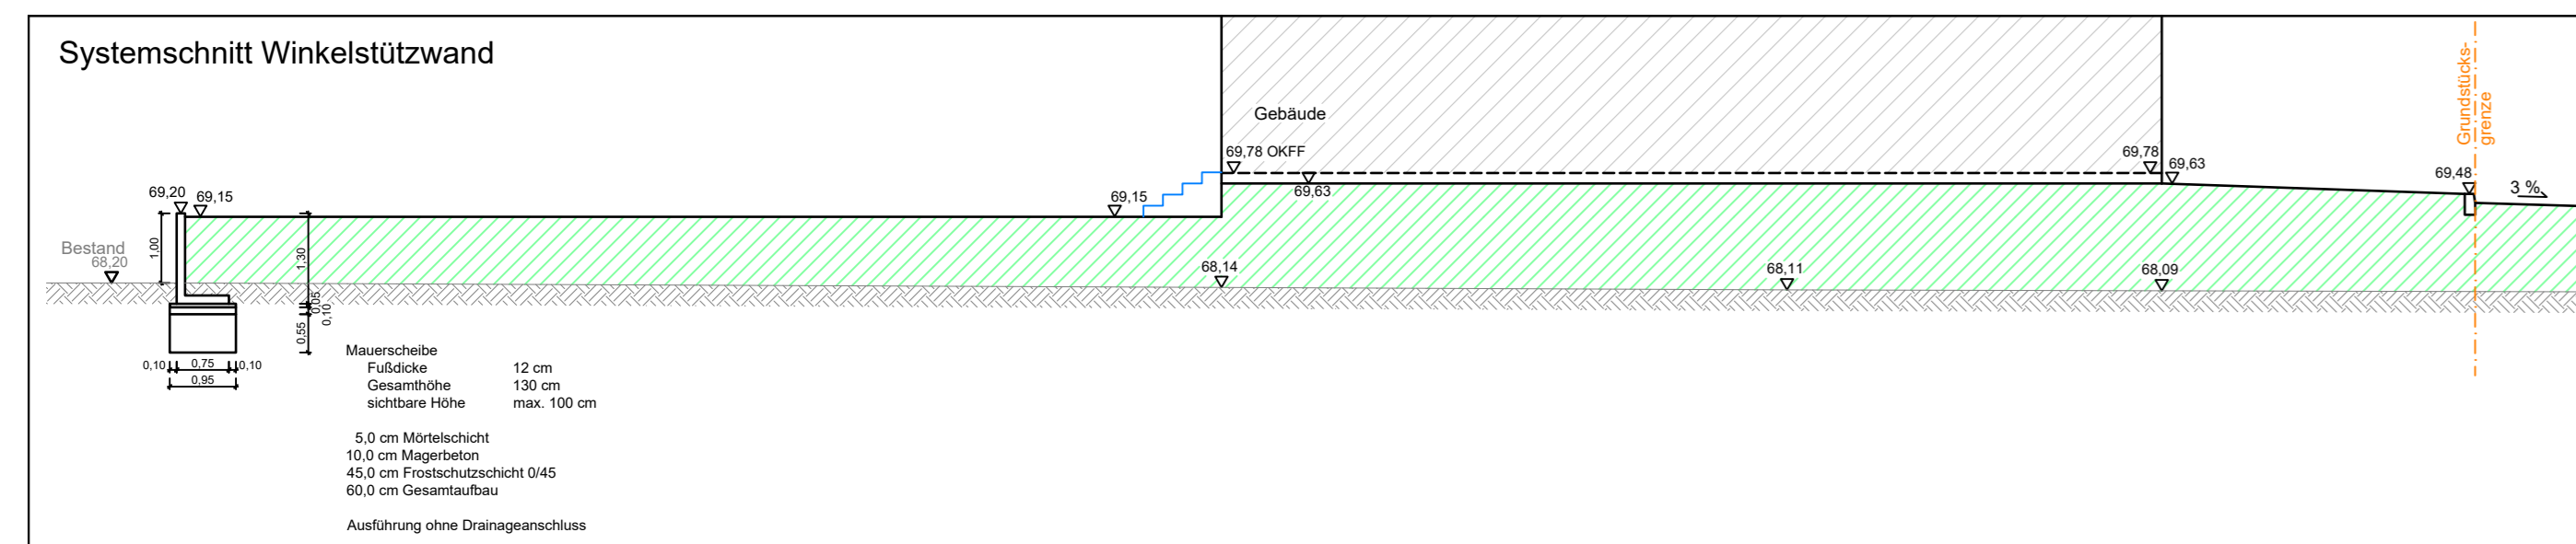 Systemschnitt Winkelstützwand
Grundstücks-
grenze
Gebäude
69,78 OKFF
69,78
69,63
69,63
69,48
3 %
69,20
69,15
69,15
Bestand
68,20
1,00
1,30
0,05
0,10
0,55
68,14
68,11
68,09
0,10
0,75
0,10
0,95
Mauerscheibe
Fußdicke 12 cm
Gesamthöhe 130 cm
sichtbare Höhe max. 100 cm
5,0 cm Mörtelschicht
10,0 cm Magerbeton
45,0 cm Frostschutzschicht 0/45
60,0 cm Gesamtaufbau
Ausführung ohne Drainageanschluss